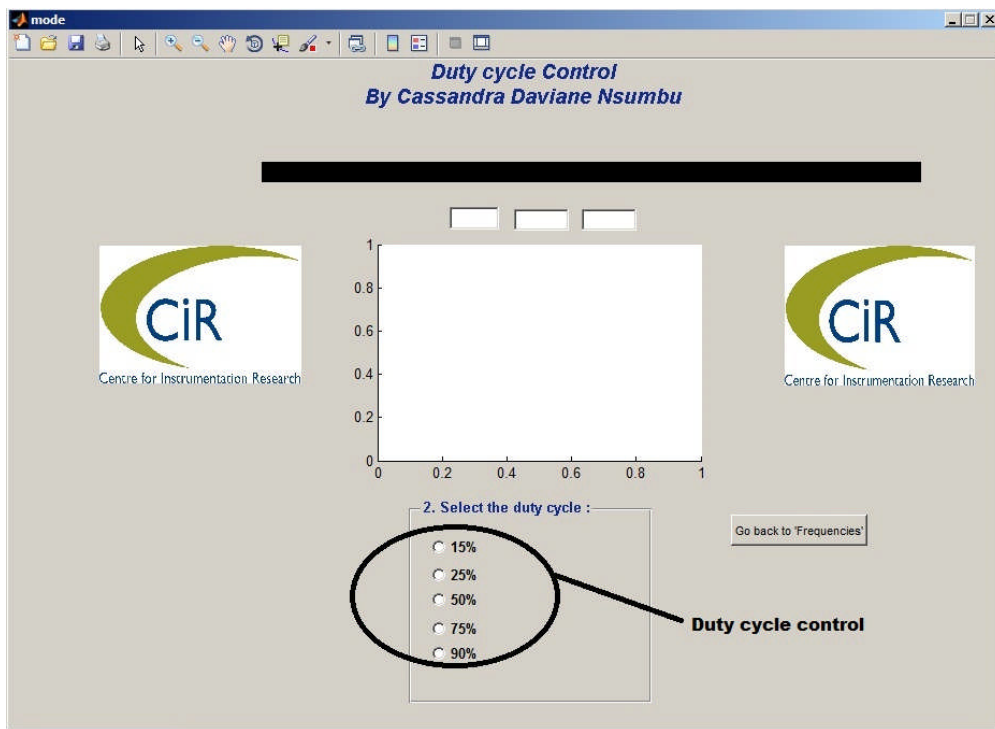 mode
Duty cycle Control
By Cassandra Daviane Nsumbu
CiR
Centre for Instrumentation Research
1
0.8
0.6
0.4
0.2
0
0 0.2 0.4 0.6 0.8 1
CiR
Centre for Instrumentation Research
2. Select the duty cycle :
15%
25%
50%
75%
90%
Go back to 'Frequencies'
Duty cycle control